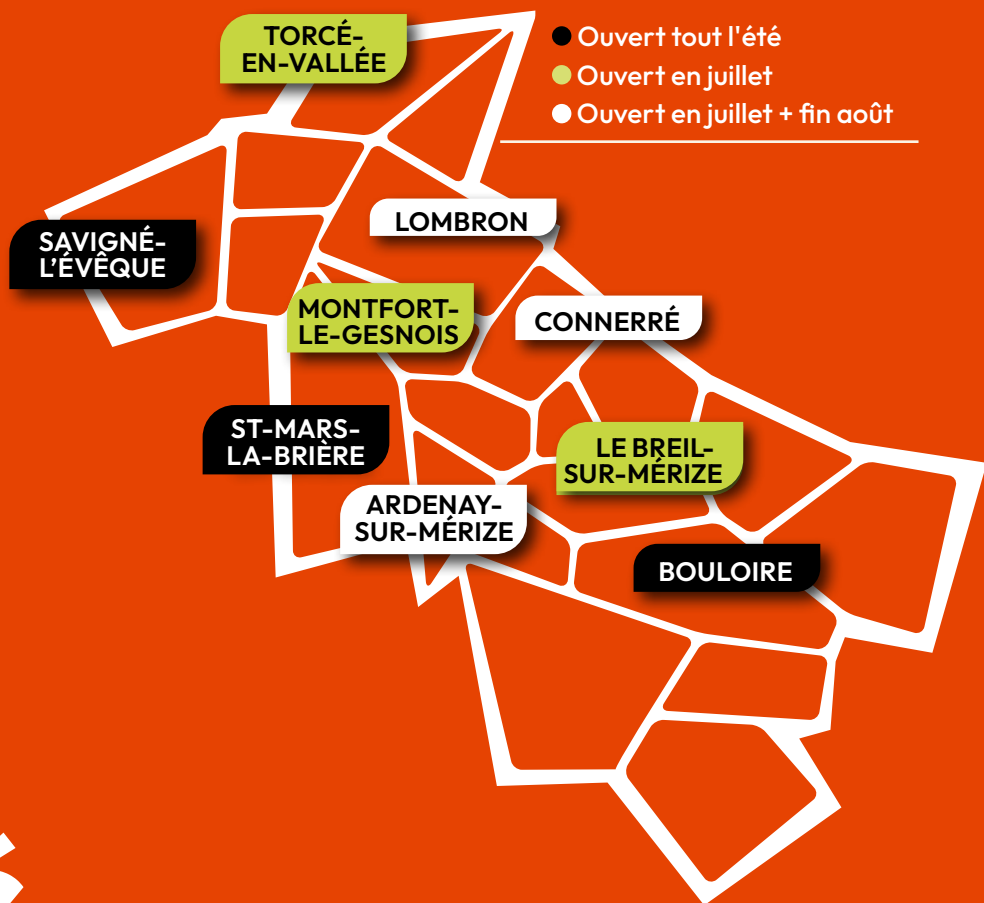 TORCÉ-
EN-VALLÉE
Ouvert tout l'été
Ouvert en juillet
Ouvert en juillet + fin août
LOMBRON
SAVIGNÉ-
L'ÉVÊQUE
MONTFORT-
LE-GESNOIS
CONNERRÉ
ST-MARS-
LA-BRIÈRE
LE BREIL-
SUR-MÉRIZE
ARDENAY-
SUR-MÉRIZE
BOULOIRE